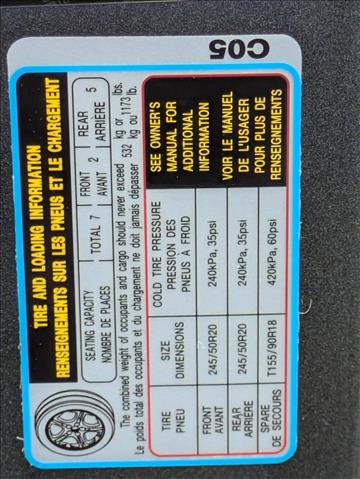 TIRE AND LOADING INFORMATION
RENSEIGNEMENTS SUR LES PNEUS ET LE CHARGEMENT
SEATING CAPACITY
NOMBRE DE PLACES
TOTAL 7
FRONT
AVANT 2
REAR
ARRIÈRE 5
The combined weight of occupants and cargo should never exceed 532 kg or 1173 lbs.
Le poids total des occupants et du chargement ne doit jamais dépasser 532 kg ou 1173 lb.
TIRE
PNEU
SIZE
DIMENSIONS
COLD TIRE PRESSURE
PRESSION DES
PNEUS À FROID
FRONT
AVANT
245/50R20
240kPa, 35psi
REAR
ARRIÈRE
245/50R20
240kPa, 35psi
SPARE
DE SECOURS
T155/90R18
420kPa, 60psi
SEE OWNER'S
MANUAL FOR
ADDITIONAL
INFORMATION
VOIR LE MANUEL
DE L'USAGER
POUR PLUS DE
RENSEIGNEMENTS
C05